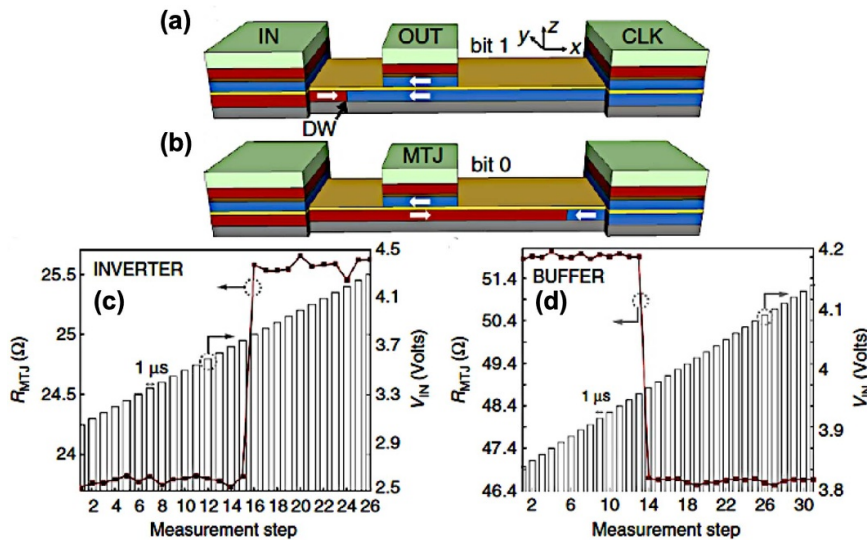 (a)
IN
OUT
bit 1
y
z
x
CLK
DW
(b)
MTJ
bit 0
INVERTER
(c)
25.5
25
24.5
24
R_MTJ (Ω)
1 μs
4.5
4.1
3.7
3.3
2.9
2.5
V_IN (Volts)
2 4 6 8 10 12 14 16 18 20 22 24 26
Measurement step
BUFFER
(d)
51.4
50.4
49.4
48.4
47.4
46.4
R_MTJ (Ω)
1 μs
4.2
4.1
4
3.9
3.8
V_IN (Volts)
2 6 10 14 18 22 26 30
Measurement step